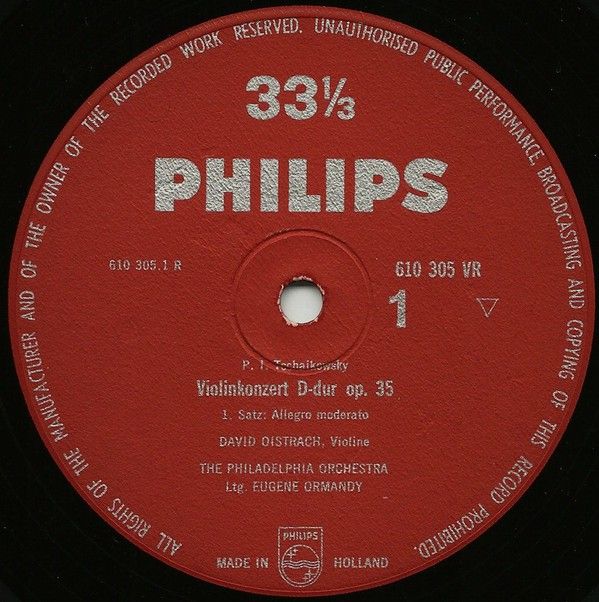 ALL RIGHTS OF THE MANUFACTURER AND OF THE OWNER OF THE RECORDED WORK RESERVED. UNAUTHORISED PUBLIC PERFORMANCE, BROADCASTING AND COPYING OF THIS RECORD PROHIBITED.
33⅓
PHILIPS
610 305.1 R
610 305 VR
1
P. I. Tschaikowsky
Violinkonzert D-dur op. 35
1. Satz: Allegro moderato
DAVID OISTRACH, Violine
THE PHILADELPHIA ORCHESTRA
Ltg. EUGENE ORMANDY
PHILIPS
MADE IN HOLLAND